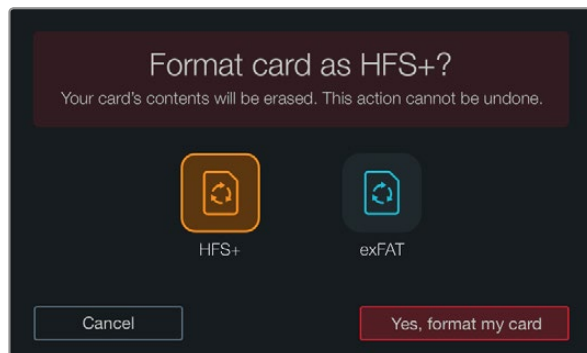 Format card as HFS+?
Your card's contents will be erased. This action cannot be undone.
HFS+
exFAT
Cancel
Yes, format my card